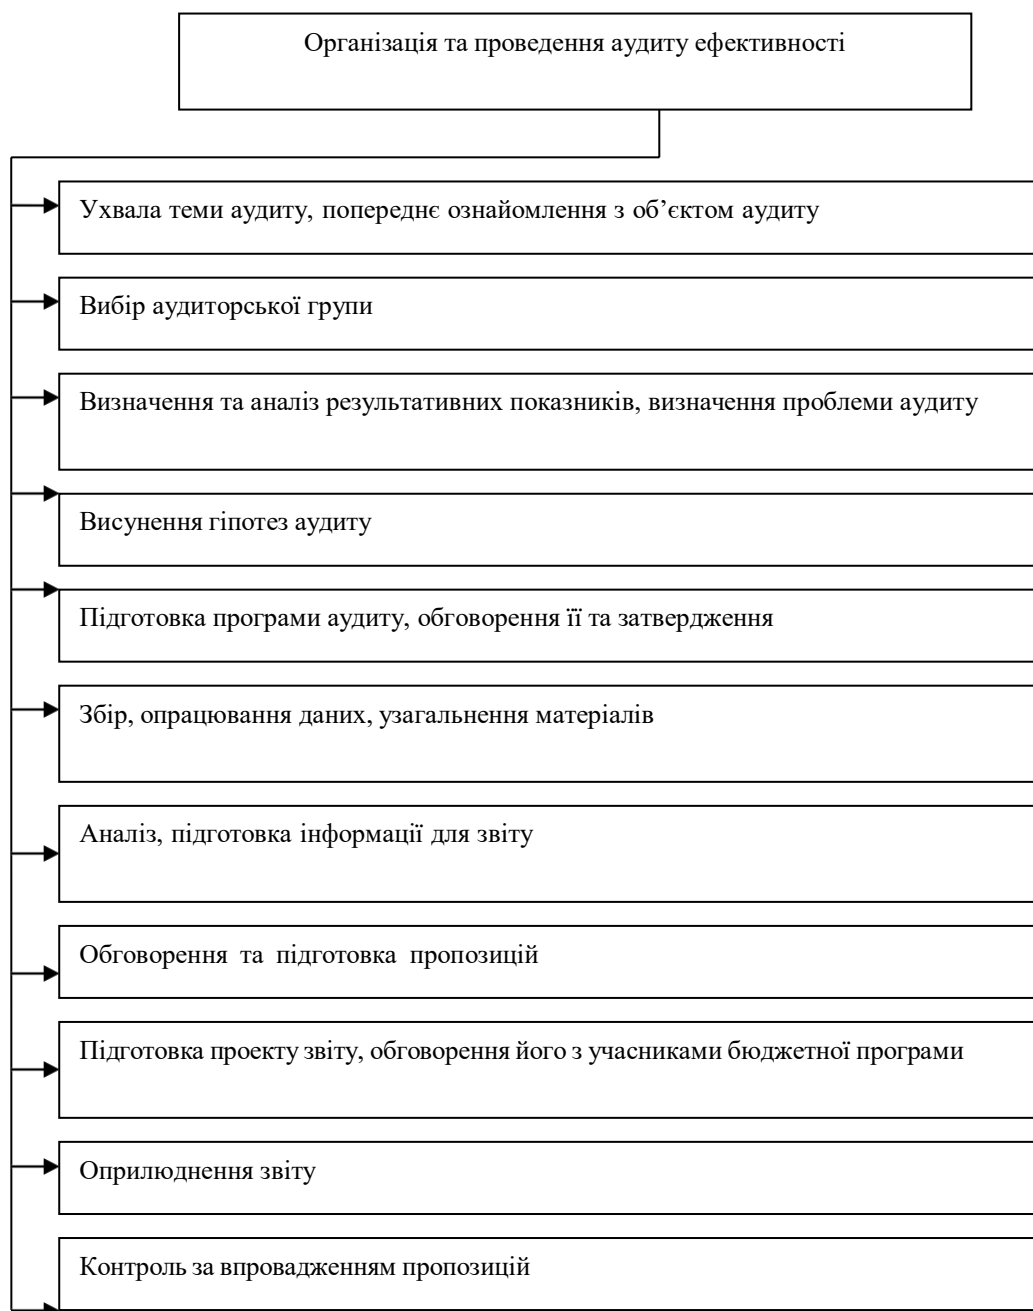 Організація та проведення аудиту ефективності
Ухвала теми аудиту, попереднє ознайомлення з об’єктом аудиту
Вибір аудиторської групи
Визначення та аналіз результативних показників, визначення проблеми аудиту
Висунення гіпотез аудиту
Підготовка програми аудиту, обговорення її та затвердження
Збір, опрацювання даних, узагальнення матеріалів
Аналіз, підготовка інформації для звіту
Обговорення та підготовка пропозицій
Підготовка проекту звіту, обговорення його з учасниками бюджетної програми
Оприлюднення звіту
Контроль за впровадженням пропозицій